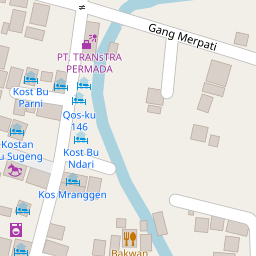 Gang Merpati
PT. TRANsTRA
PERMADA
Kost Bu
Parni
Qos-ku
146
Kostan
u Sugeng
Kost Bu
Ndari
Kos Mranggen
Bakwan